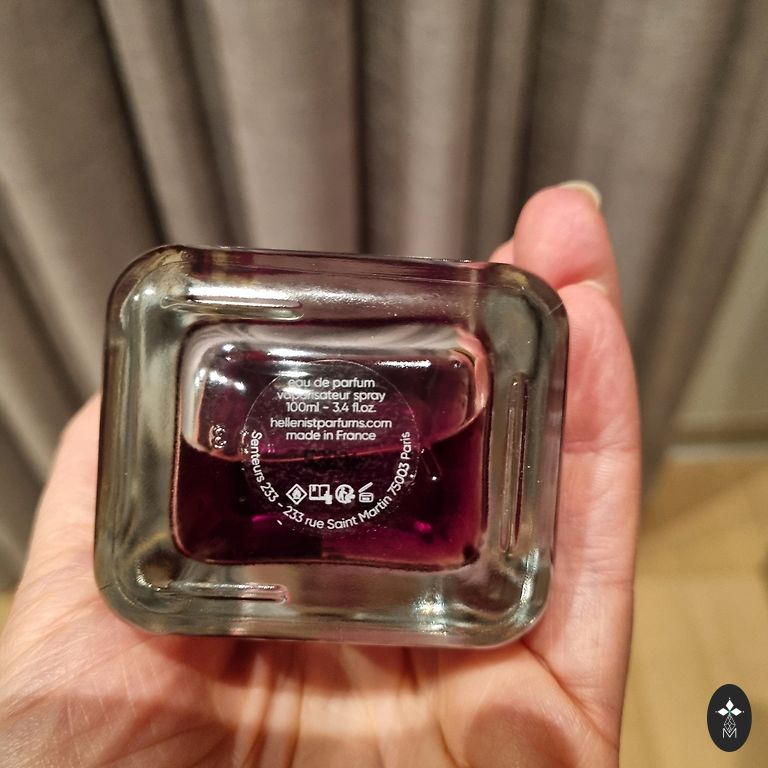 eau de parfum
vaporisateur spray
100ml - 3.4 fl.oz.
hellenistparfums.com
made in France
Senteurs 233 - 233 rue Saint Martin 75003 Paris
M